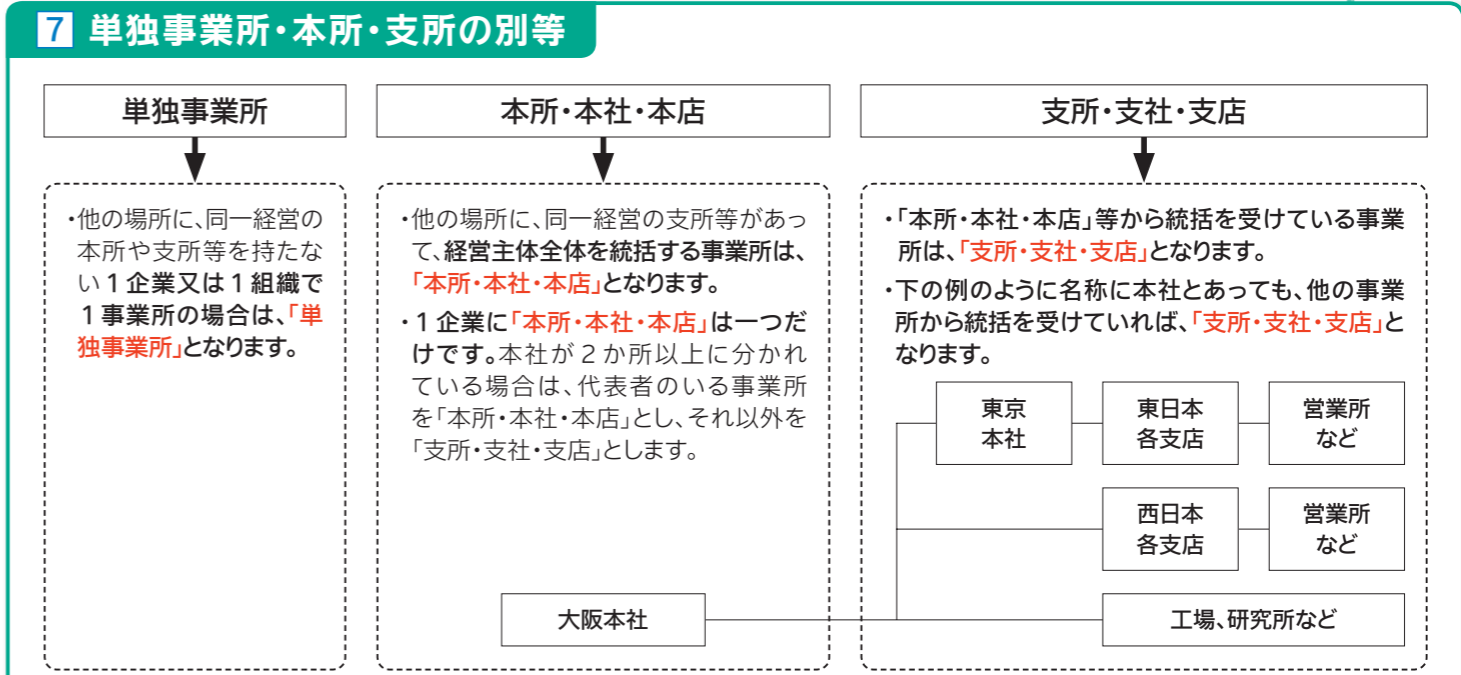 7 単独事業所・本所・支所の別等
単独事業所
・他の場所に、同一経営の
本所や支所等を持たな
い1企業又は1組織で
1事業所の場合は、「単
独事業所」となります。
本所・本社・本店
・他の場所に、同一経営の支所等があっ
て、経営主体全体を統括する事業所は、
「本所・本社・本店」となります。
・1企業に「本所・本社・本店」は一つだ
けです。本社が2か所以上に分かれ
ている場合は、代表者のいる事業所
を「本所・本社・本店」とし、それ以外を
「支所・支社・支店」とします。
支所・支社・支店
・「本所・本社・本店」等から統括を受けている事業
所は、「支所・支社・支店」となります。
・下の例のように名称に本社とあっても、他の事業
所から統括を受けていれば、「支所・支社・支店」と
なります。
東京
本社
東日本
各支店
営業所
など
西日本
各支店
営業所
など
大阪本社
工場、研究所など